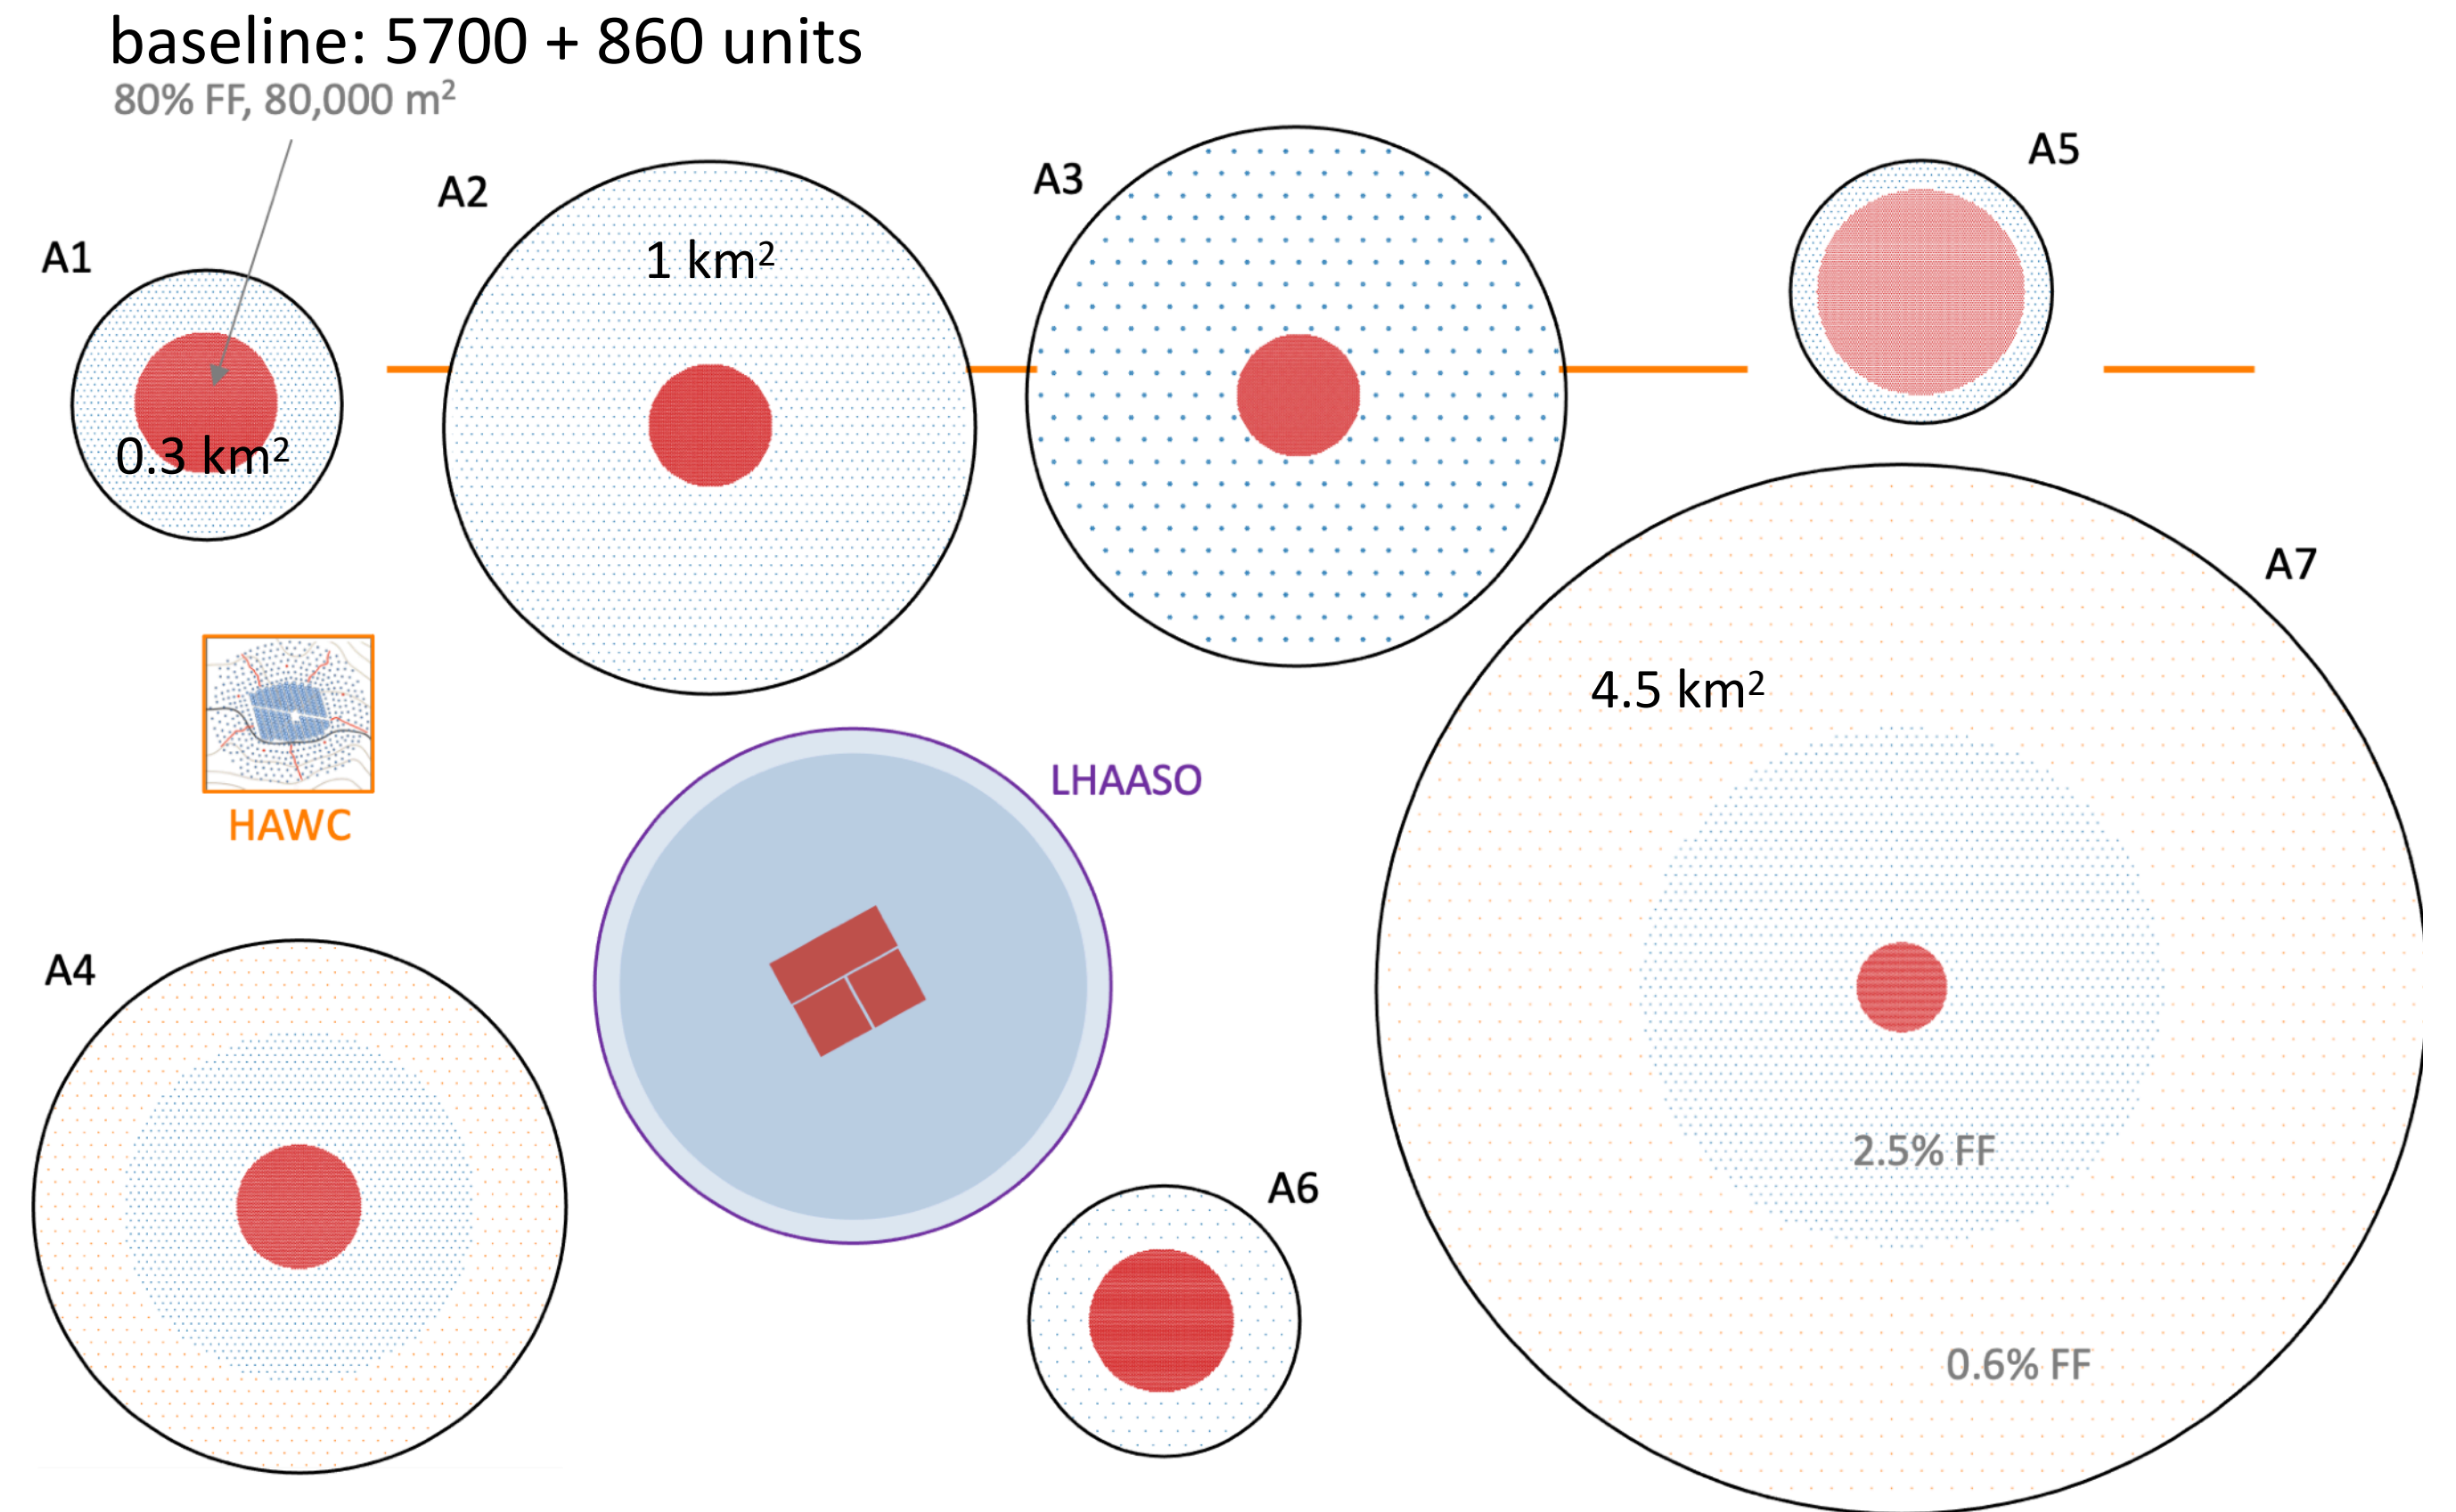 baseline: 5700 + 860 units
80% FF, 80,000 m²
A1
A2
A3
A5
1 km²
0.3 km²
A7
4.5 km²
HAWC
LHAASO
A4
A6
2.5% FF
0.6% FF